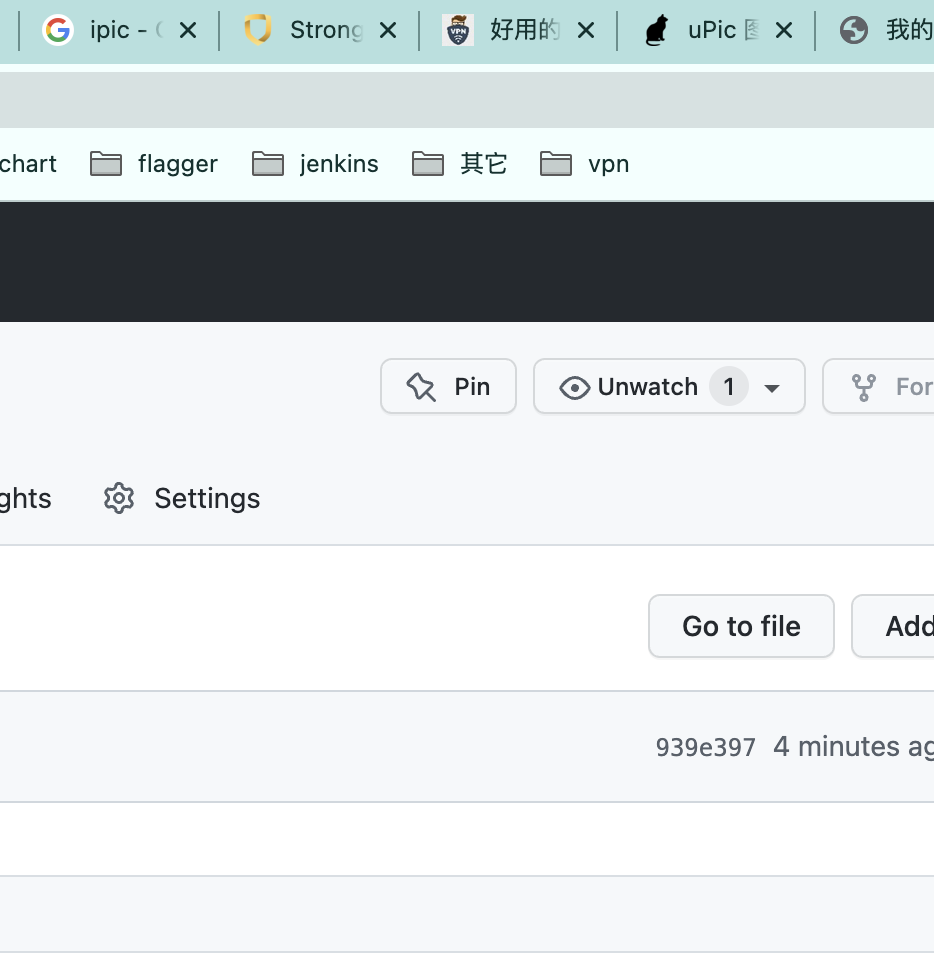 ipic - Strong 好用的 uPic 图 我的
chart flagger jenkins 其它 vpn
Pin Unwatch 1 For
ghts Settings
Go to file Add
939e397 4 minutes ag